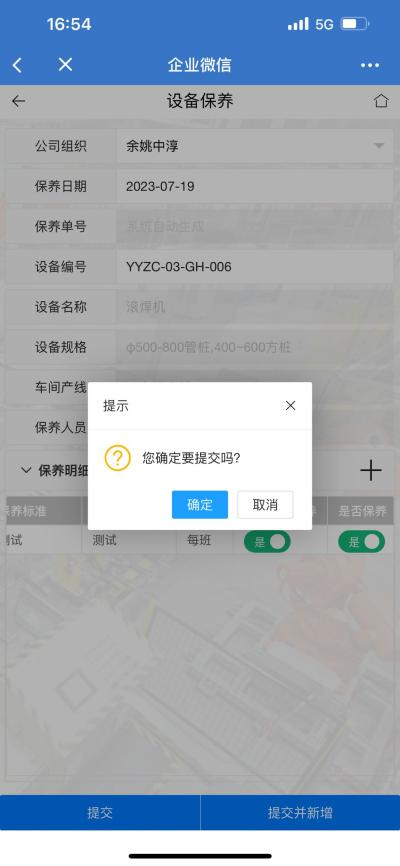 16:54
5G
企业微信
设备保养
公司组织 余姚中淳
保养日期 2023-07-19
保养单号 系统自动生成
设备编号 YYZC-03-GH-006
设备名称 滚焊机
设备规格 φ500-800管桩,400~600方桩
车间产线
提示
保养人员
您确定要提交吗?
保养明细
确定 取消
保养标准 是否保养
测试 测试 每班 是 是
提交 提交并新增